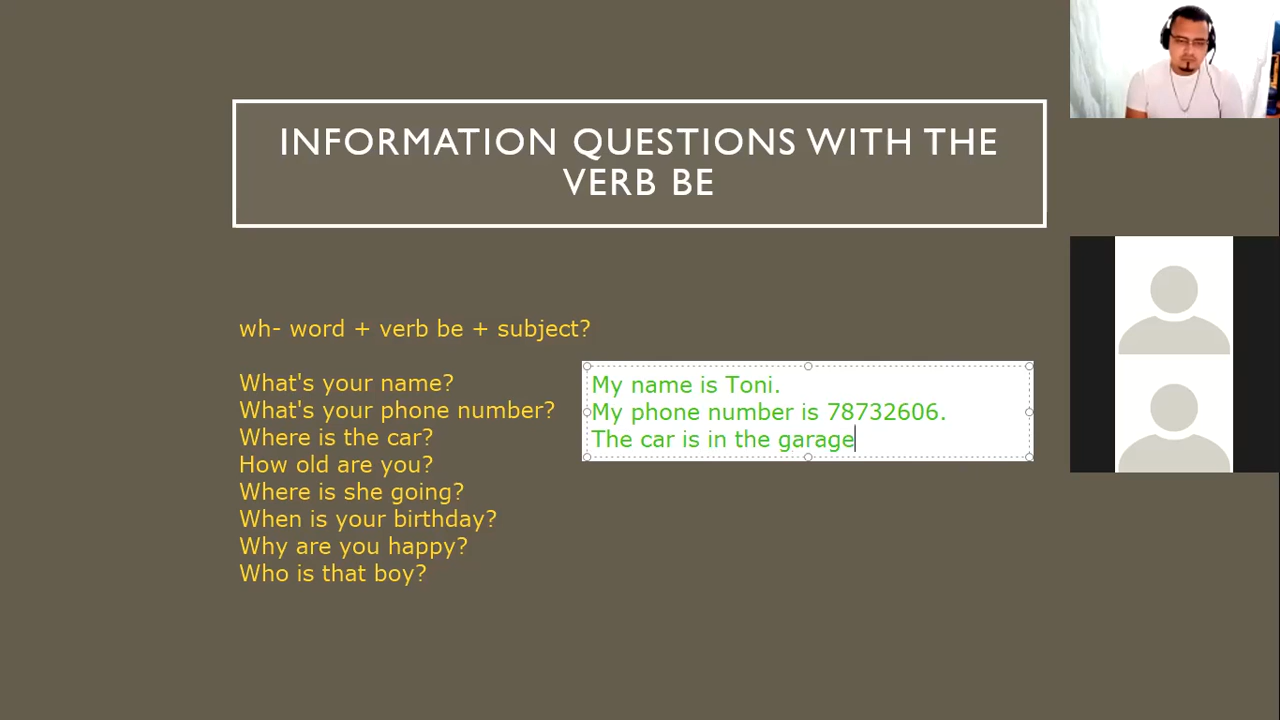 INFORMATION QUESTIONS WITH THE
VERB BE
wh- word + verb be + subject?
What's your name?
What's your phone number?
Where is the car?
How old are you?
Where is she going?
When is your birthday?
Why are you happy?
Who is that boy?
My name is Toni.
My phone number is 78732606.
The car is in the garage